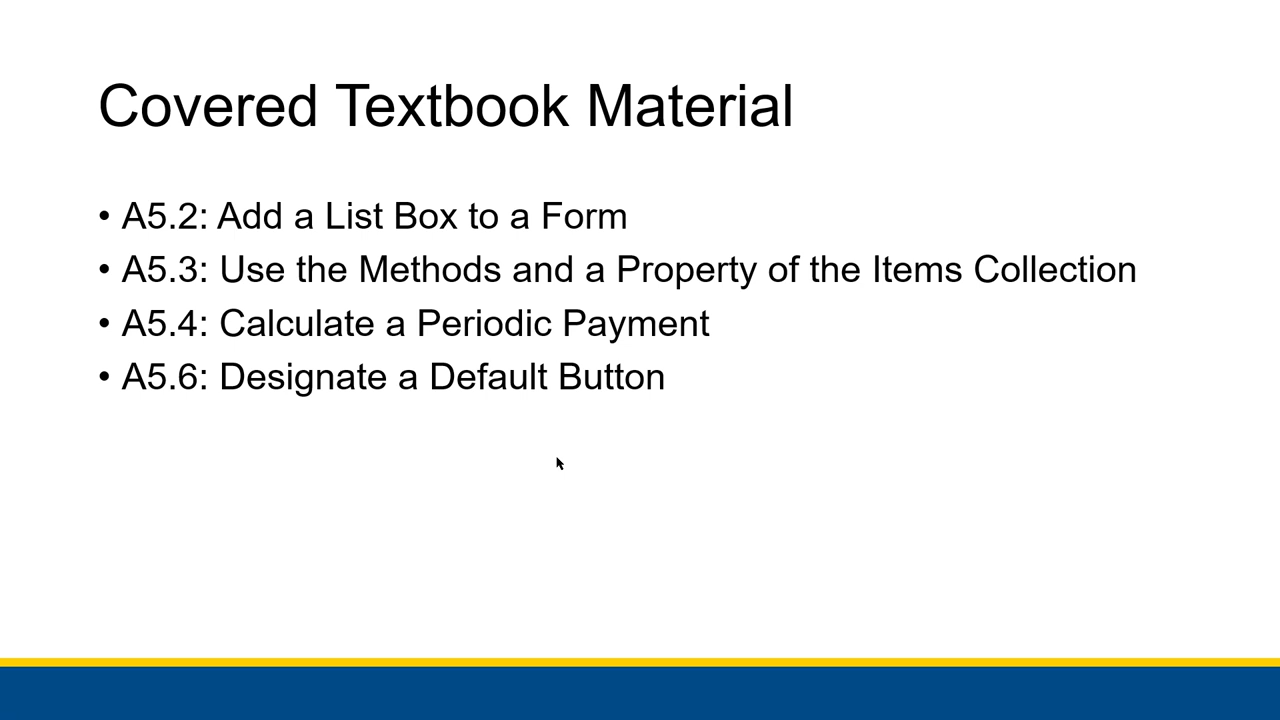 Covered Textbook Material
• A5.2: Add a List Box to a Form
• A5.3: Use the Methods and a Property of the Items Collection
• A5.4: Calculate a Periodic Payment
• A5.6: Designate a Default Button